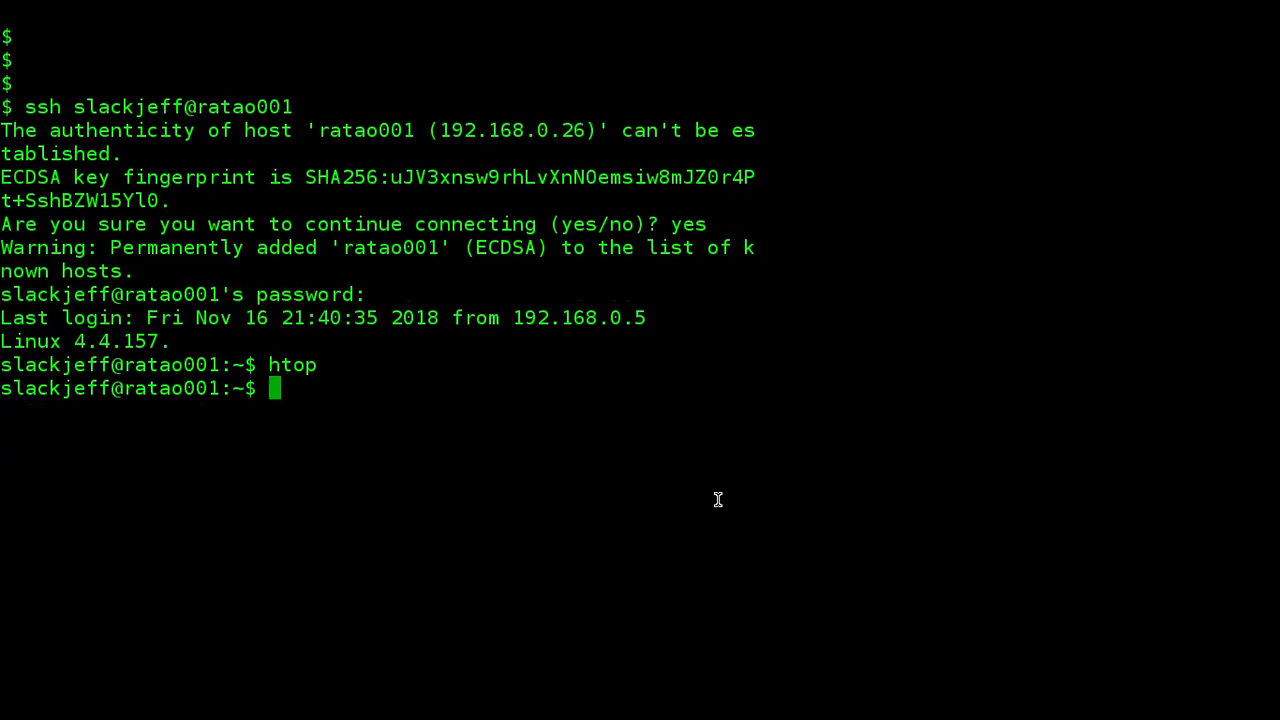 $
$
$
$ ssh slackjeff@ratao001
The authenticity of host 'ratao001 (192.168.0.26)' can't be es
tablished.
ECDSA key fingerprint is SHA256:uJV3xnsw9rhLvXnNOemsiw8mJZ0r4P
t+SshBZW15Yl0.
Are you sure you want to continue connecting (yes/no)? yes
Warning: Permanently added 'ratao001' (ECDSA) to the list of k
nown hosts.
slackjeff@ratao001's password:
Last login: Fri Nov 16 21:40:35 2018 from 192.168.0.5
Linux 4.4.157.
slackjeff@ratao001:~$ htop
slackjeff@ratao001:~$